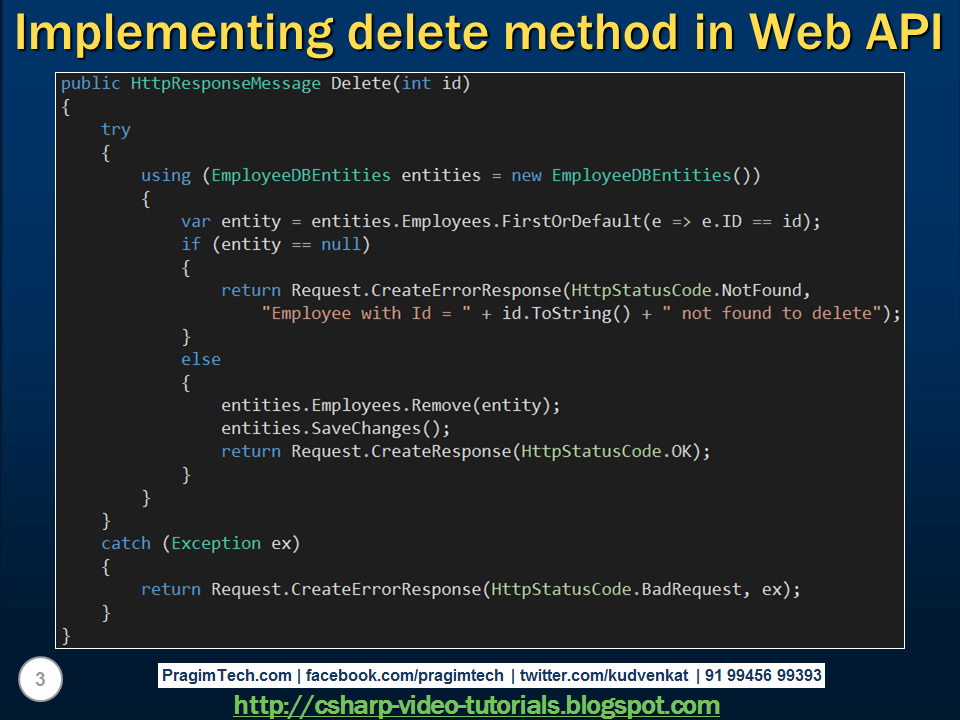 Implementing delete method in Web API
public HttpResponseMessage Delete(int id)
{
try
{
using (EmployeeDBEntities entities = new EmployeeDBEntities())
{
var entity = entities.Employees.FirstOrDefault(e => e.ID == id);
if (entity == null)
{
return Request.CreateErrorResponse(HttpStatusCode.NotFound,
"Employee with Id = " + id.ToString() + " not found to delete");
}
else
{
entities.Employees.Remove(entity);
entities.SaveChanges();
return Request.CreateResponse(HttpStatusCode.OK);
}
}
}
catch (Exception ex)
{
return Request.CreateErrorResponse(HttpStatusCode.BadRequest, ex);
}
}
3
PragimTech.com | facebook.com/pragimtech | twitter.com/kudvenkat | 91 99456 99393
http://csharp-video-tutorials.blogspot.com